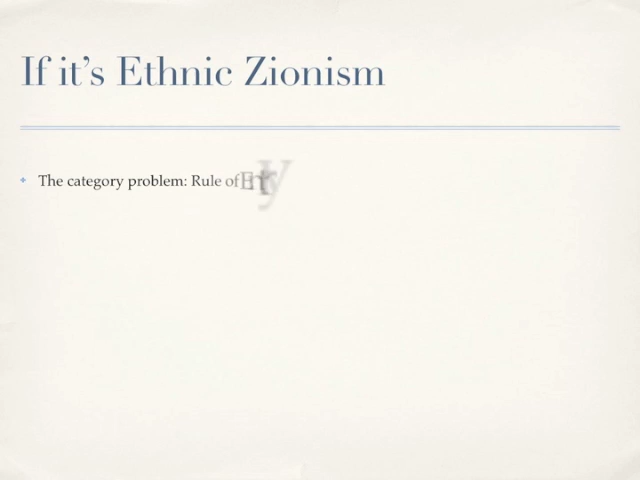 If it’s Ethnic Zionism
The category problem: Rule of